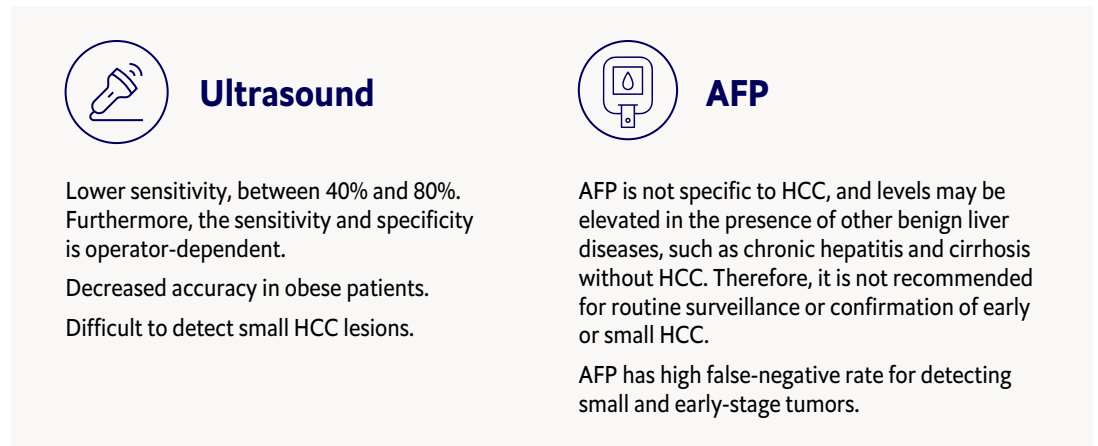 Ultrasound
Lower sensitivity, between 40% and 80%.
Furthermore, the sensitivity and specificity
is operator-dependent.
Decreased accuracy in obese patients.
Difficult to detect small HCC lesions.
AFP
AFP is not specific to HCC, and levels may be
elevated in the presence of other benign liver
diseases, such as chronic hepatitis and cirrhosis
without HCC. Therefore, it is not recommended
for routine surveillance or confirmation of early
or small HCC.
AFP has high false-negative rate for detecting
small and early-stage tumors.